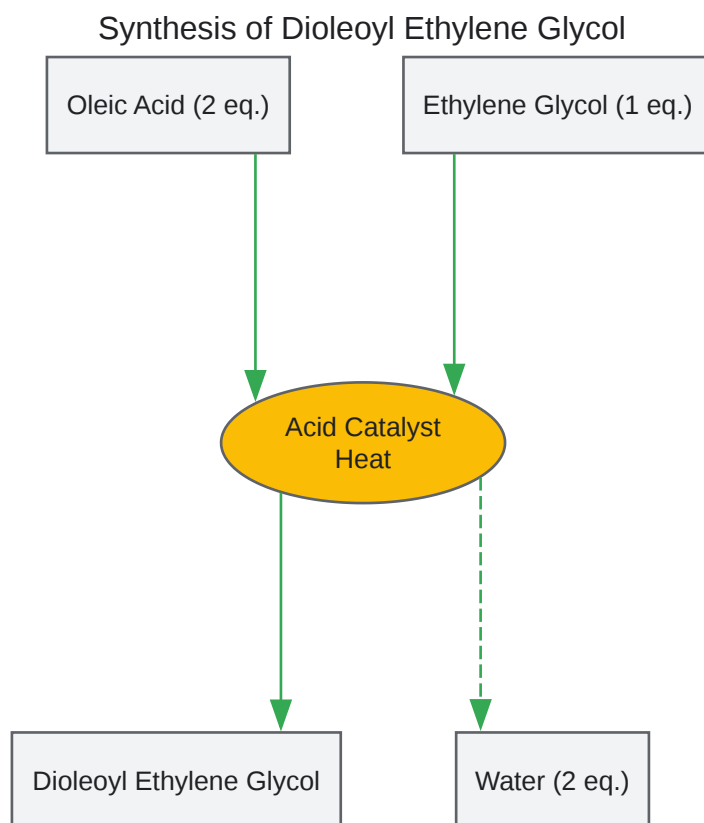 Synthesis of Dioleoyl Ethylene Glycol
Oleic Acid (2 eq.)
Ethylene Glycol (1 eq.)
Acid Catalyst
Heat
Dioleoyl Ethylene Glycol
Water (2 eq.)